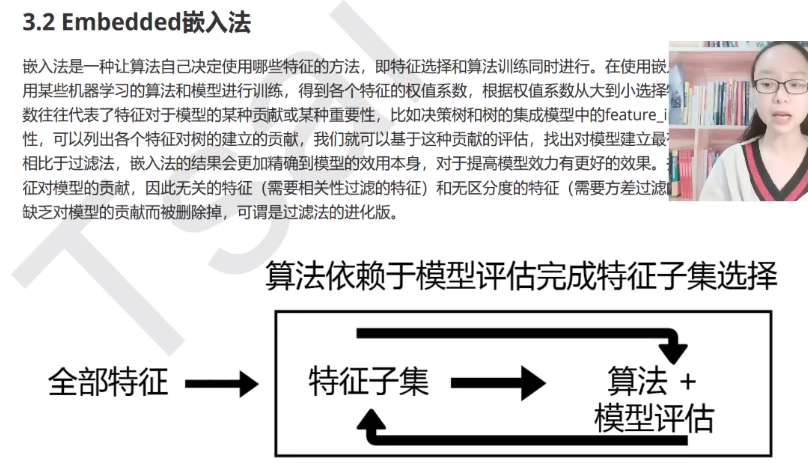 3.2 Embedded嵌入法
嵌入法是一种让算法自己决定使用哪些特征的方法，即特征选择和算法训练同时进行。在使用嵌
用某些机器学习的算法和模型进行训练，得到各个特征的权值系数，根据权值系数从大到小选择
数往往代表了特征对于模型的某种贡献或某种重要性，比如决策树和树的集成模型中的feature_i
性，可以列出各个特征对树的建立的贡献，我们就可以基于这种贡献的评估，找出对模型建立最
相比于过滤法，嵌入法的结果会更加精确到模型的效用本身，对于提高模型效力有更好的效果。
征对模型的贡献，因此无关的特征（需要相关性过滤的特征）和无区分度的特征（需要方差过滤
缺乏对模型的贡献而被删除掉，可谓是过滤法的进化版。
Tsai
算法依赖于模型评估完成特征子集选择
全部特征
特征子集
算法 +
模型评估